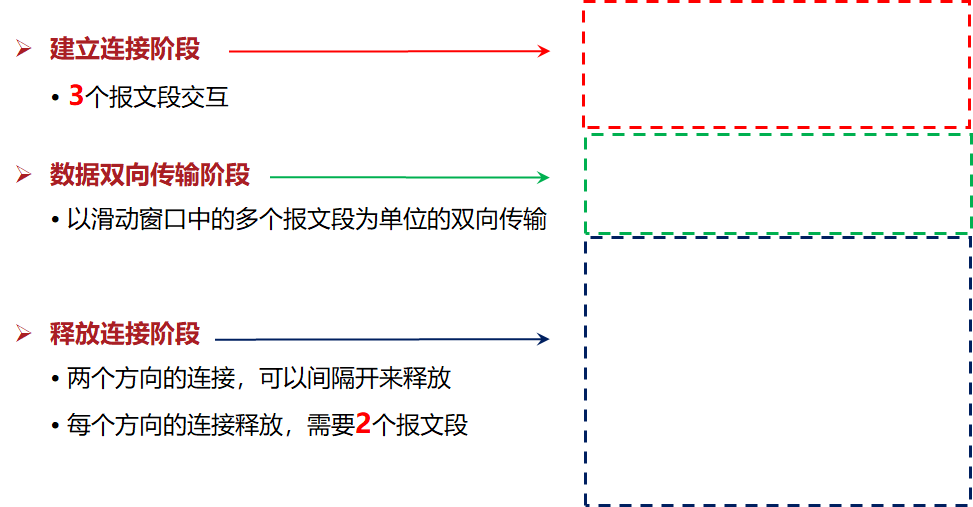 ➢ 建立连接阶段
• 3个报文段交互
➢ 数据双向传输阶段
• 以滑动窗口中的多个报文段为单位的双向传输
➢ 释放连接阶段
• 两个方向的连接，可以间隔开来释放
• 每个方向的连接释放，需要2个报文段